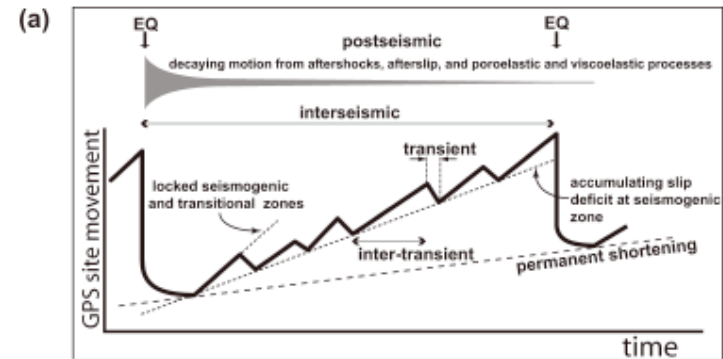 (a)
EQ
EQ
postseismic
decaying motion from aftershocks, afterslip, and poroelastic and viscoelastic processes
interseismic
transient
locked seismogenic
and transitional zones
accumulating slip
deficit at seismogenic
zone
inter-transient
permanent shortening
GPS site movement
time